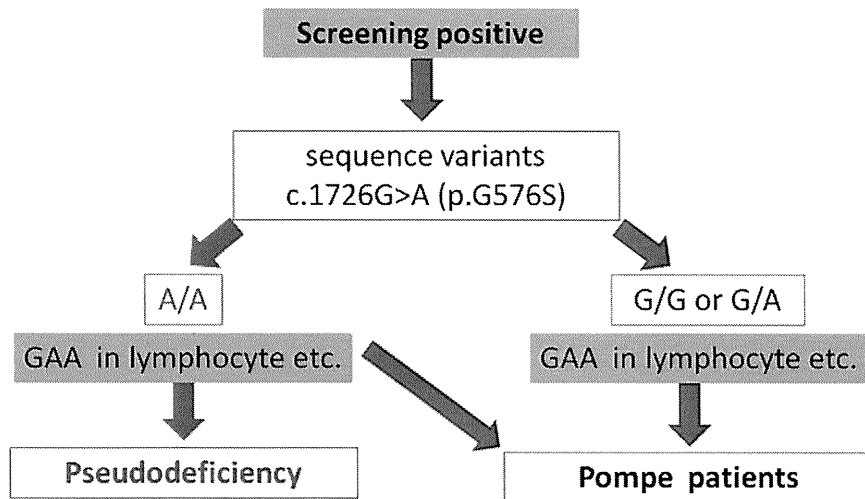 Screening positive
sequence variants
c.1726G>A (p.G576S)
A/A
G/G or G/A
GAA in lymphocyte etc.
GAA in lymphocyte etc.
Pseudodeficiency
Pompe patients